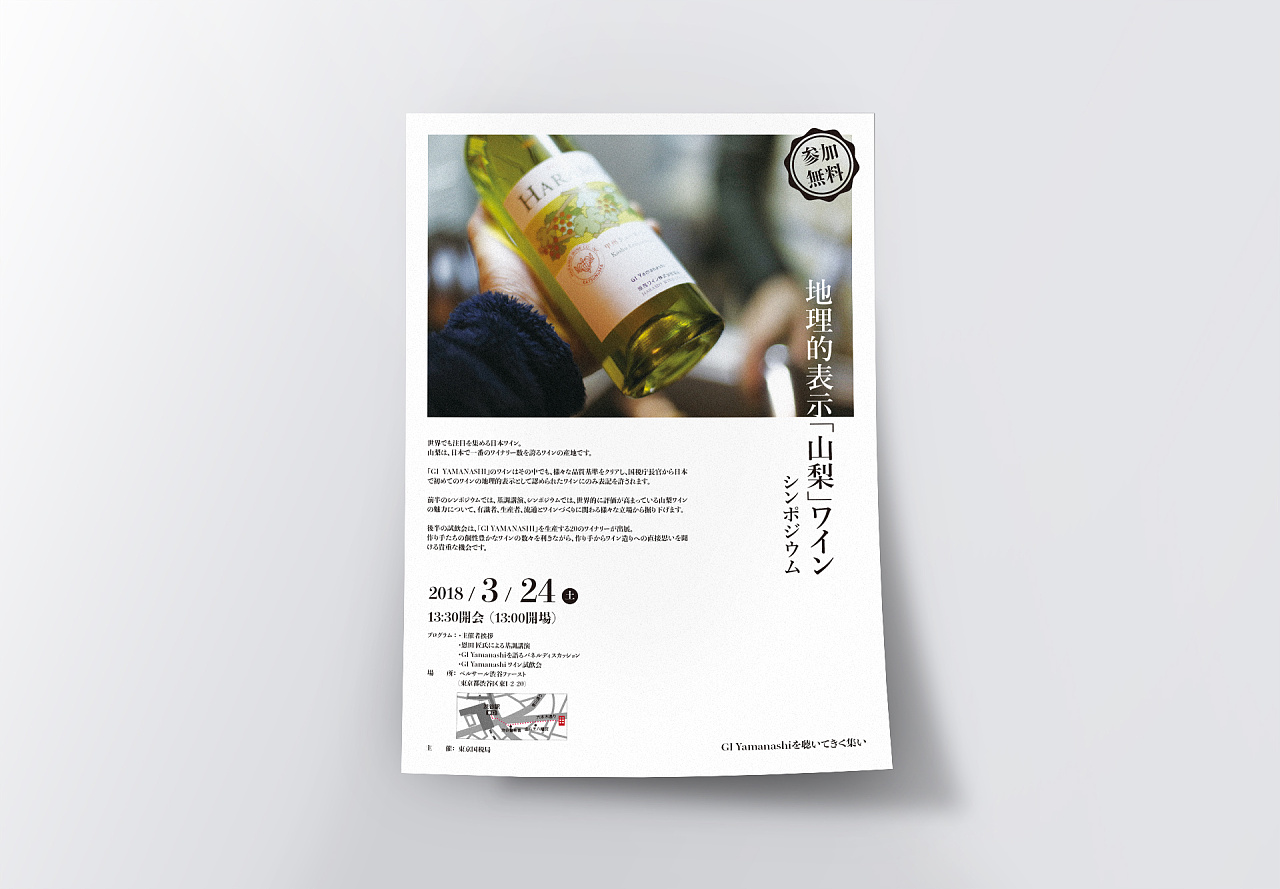 参加
無料
HAR
GI Yamanashi
地理的表示「山梨」ワイン
シンポジウム
世界でも注目を集める日本ワイン。
山梨は、日本で一番のワイナリー数を誇るワインの産地です。
「GI YAMANASHI」のワインはその中でも、様々な品質基準をクリアし、国税庁長官から日本
で初めてのワインの地理的表示として認められたワインにのみ表記を許されます。
前半のシンポジウムでは、基調講演、シンポジウムでは、世界的に評価が高まっている山梨ワイン
の魅力について、有識者、生産者、流通とワインづくりに関わる様々な立場から掘り下げます。
後半の試飲会は、「GI YAMANASHI」を生産する20のワイナリーが出展。
作り手たちの個性豊かなワインの数々を利きながら、作り手からワイン造りへの直接思いを聞
ける貴重な機会です。
2018 / 3 / 24 土
13:30開会（13:00開場）
プログラム：・主催者挨拶
・恩田 匠氏による基調講演
・GI Yamanashiを語るパネルディスカッション
・GI Yamanashi ワイン試飲会
場 所：ベルサール渋谷ファースト
（東京都渋谷区東1-2-20）
渋谷駅
六本木通り
主 催：東京国税局
GI Yamanashiを聴いてきく集い